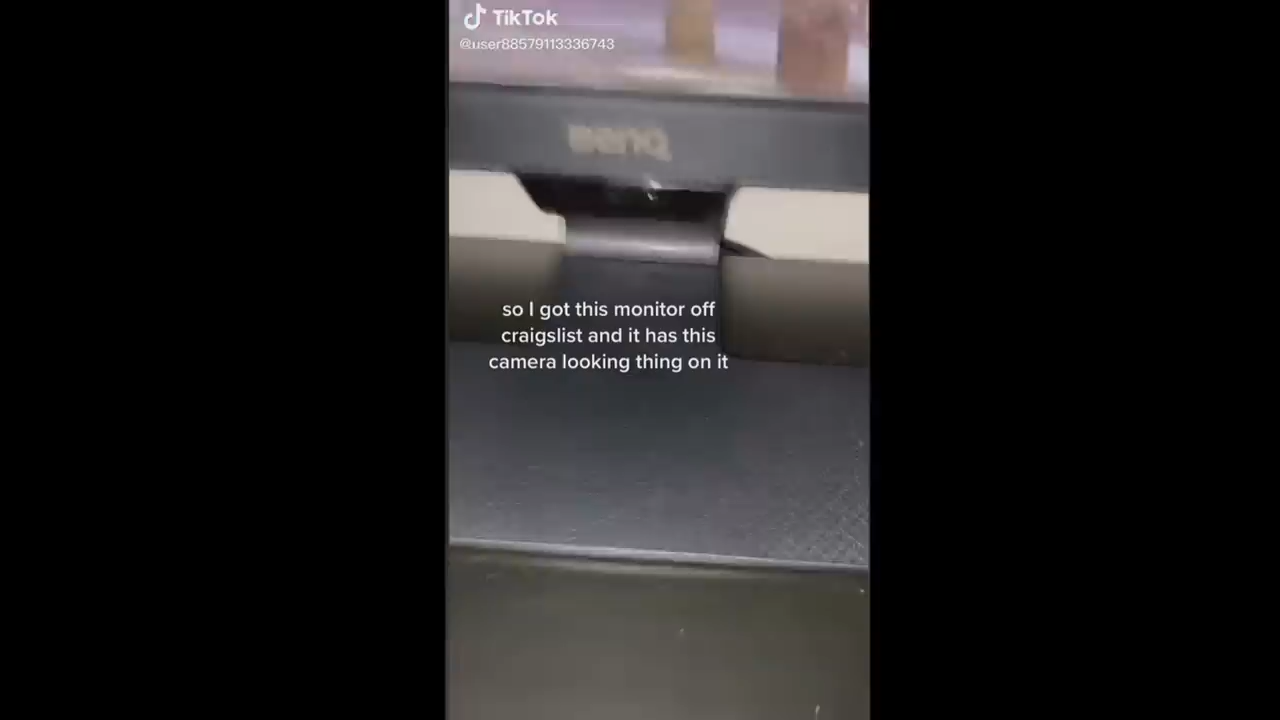 TikTok
@user88579113336743
BenQ
so I got this monitor off
craigslist and it has this
camera looking thing on it